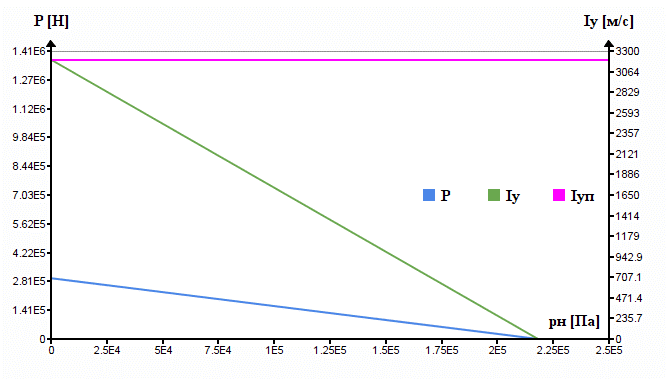 P [Н] Iу [м/с]
1.41E6 3300
1.27E6 3064
2829
1.12E6 2593
9.84E5 2357
8.44E5 2121
1886
7.03E5 P Iу Iуп 1650
5.62E5 1414
1179
4.22E5 942.9
2.81E5 707.1
471.4
1.41E5 рн [Па] 235.7
0 0
0 2.5E4 5E4 7.5E4 1E5 1.25E5 1.5E5 1.75E5 2E5 2.25E5 2.5E5